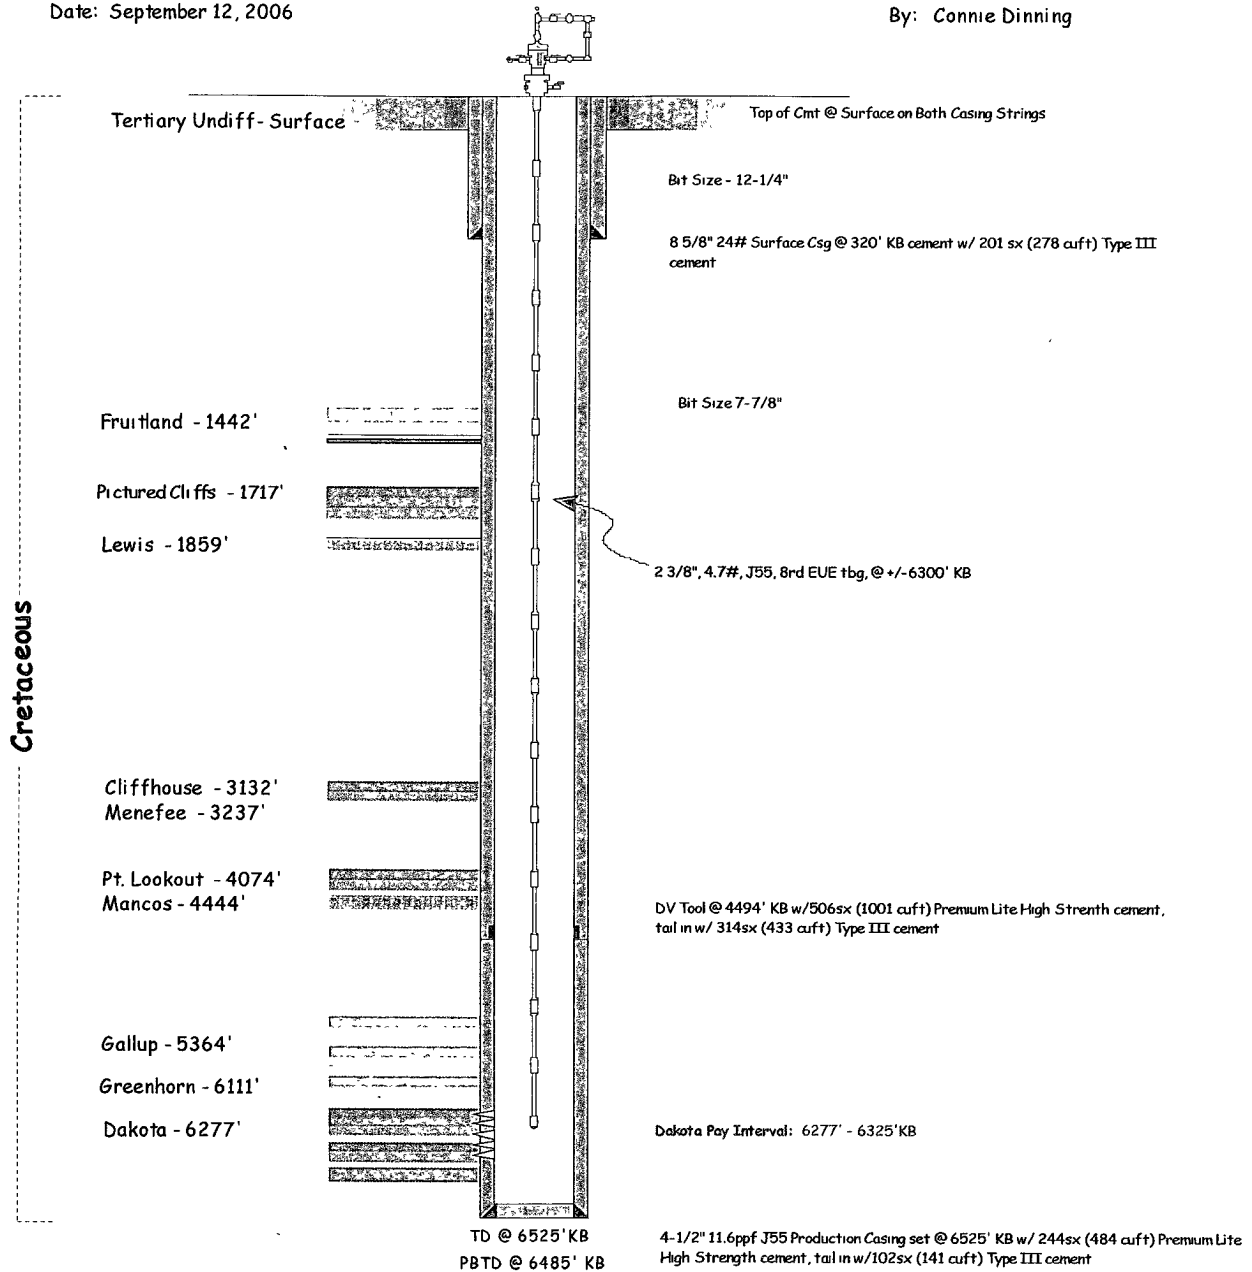 Date: September 12, 2006
By: Connie Dinning
Tertiary Undiff- Surface
Top of Cmt @ Surface on Both Casing Strings
Bit Size - 12-1/4"
8 5/8" 24# Surface Csg @ 320' KB cement w/ 201 sx (278 cuft) Type III
cement
Fruitland - 1442'
Bit Size 7-7/8"
Pictured Cliffs - 1717'
Lewis - 1859'
2 3/8", 4.7#, J55, 8rd EUE tbg, @ +/-6300' KB
Cretaceous
Cliffhouse - 3132'
Menefee - 3237'
Pt. Lookout - 4074'
Mancos - 4444'
DV Tool @ 4494' KB w/506sx (1001 cuft) Premium Lite High Strenth cement,
tail in w/ 314sx (433 cuft) Type III cement
Gallup - 5364'
Greenhorn - 6111'
Dakota - 6277'
Dakota Pay Interval: 6277' - 6325'KB
TD @ 6525'KB
PBTD @ 6485' KB
4-1/2" 11.6ppf J55 Production Casing set @ 6525' KB w/ 244sx (484 cuft) Premium Lite
High Strength cement, tail in w/102sx (141 cuft) Type III cement